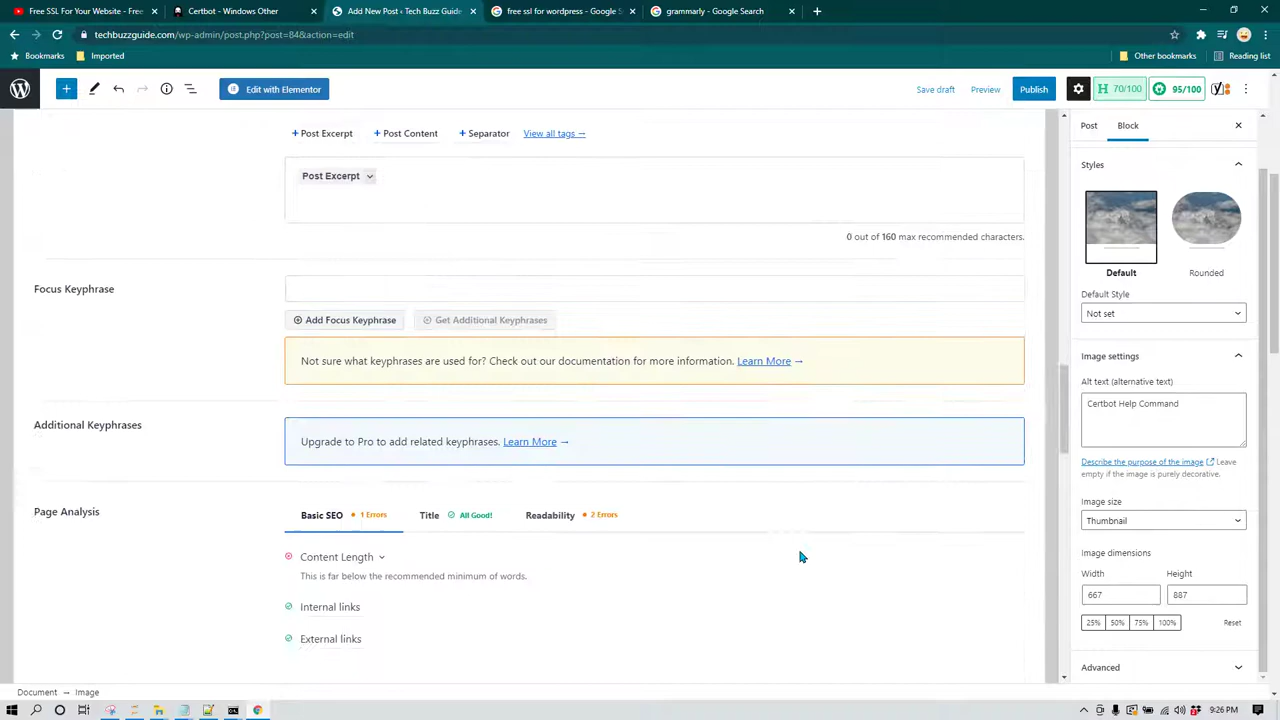 Free SSL For Your Website - E
Certbot - Windows Other
Add New Post ‹ Tech Buzz Guide
free ssl for wordpress - Google S
grammarly - Google Search
techbuzzguide.com/wp-admin/post.php?post=84&action=edit
Bookmarks
Imported
Other bookmarks
Reading list
Edit with Elementor
Save draft
Preview
Publish
H 70/100
95/100
+ Post Excerpt
+ Post Content
+ Separator
View all tags →
Post
Block
Post Excerpt
0 out of 160 max recommended characters.
Styles
Default
Rounded
Default Style
Not set
Focus Keyphrase
Add Focus Keyphrase
Get Additional Keyphrases
Not sure what keyphrases are used for? Check out our documentation for more information. Learn More →
Image settings
Alt text (alternative text)
Certbot Help Command
Describe the purpose of the image Leave
empty if the image is purely decorative.
Additional Keyphrases
Upgrade to Pro to add related keyphrases. Learn More →
Image size
Thumbnail
Page Analysis
Basic SEO
1 Errors
Title
All Good!
Readability
2 Errors
Content Length
This is far below the recommended minimum of words.
Internal links
External links
Image dimensions
Width
Height
667
887
25%
50%
75%
100%
Reset
Advanced
Document → Image
9:26 PM